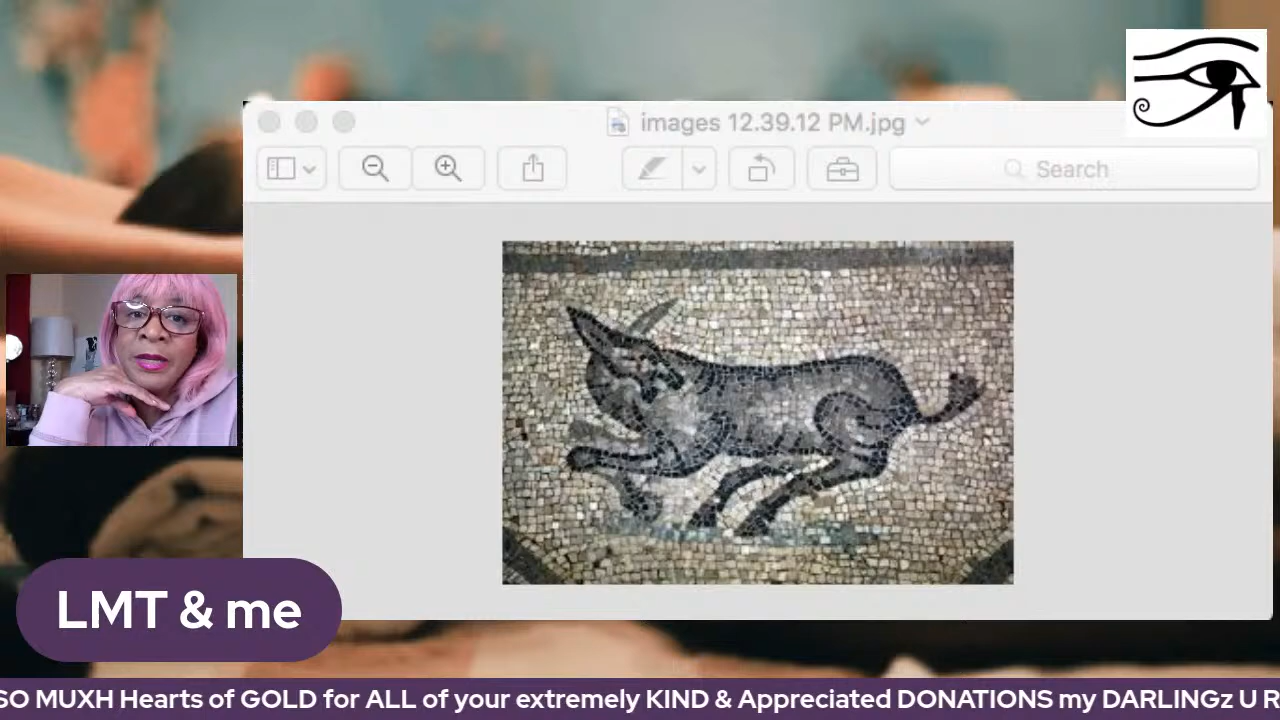 images 12.39.12 PM.jpg
Search
LMT & me
SO MUXH Hearts of GOLD for ALL of your extremely KIND & Appreciated DONATIONS my DARLINGz U R